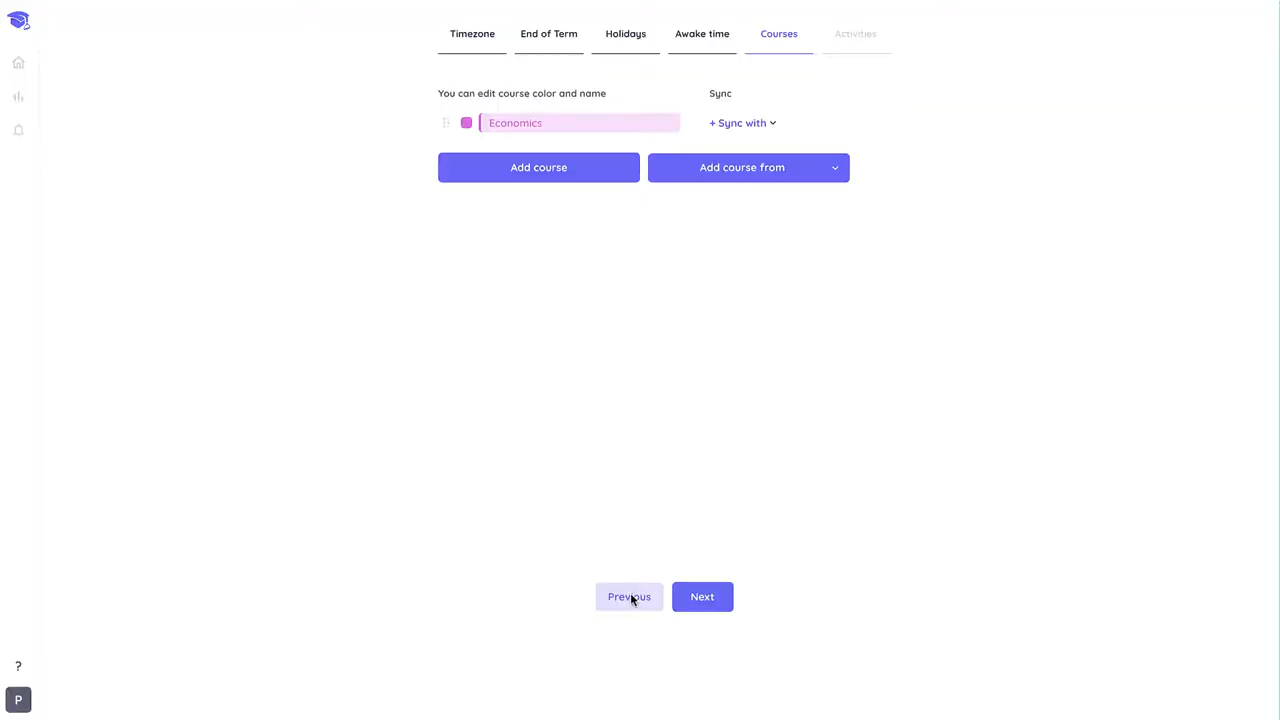 Timezone End of Term Holidays Awake time Courses Activities
You can edit course color and name Sync
Economics + Sync with
Add course Add course from
Previous Next
?
P